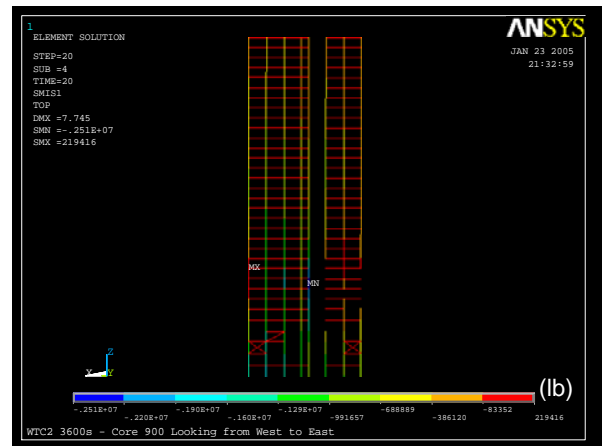 1
ANSYS
ELEMENT SOLUTION
JAN 23 2005
21:32:59
STEP=20
SUB =4
TIME=20
SMIS1
TOP
DMX =7.745
SMN =-.251E+07
SMX =219416
MX
MN
Z
X Y
(lb)
-.251E+07 -.190E+07 -.129E+07 -688889 -83352
-.220E+07 -.160E+07 -991657 -386120 219416
WTC2 3600s - Core 900 Looking from West to East